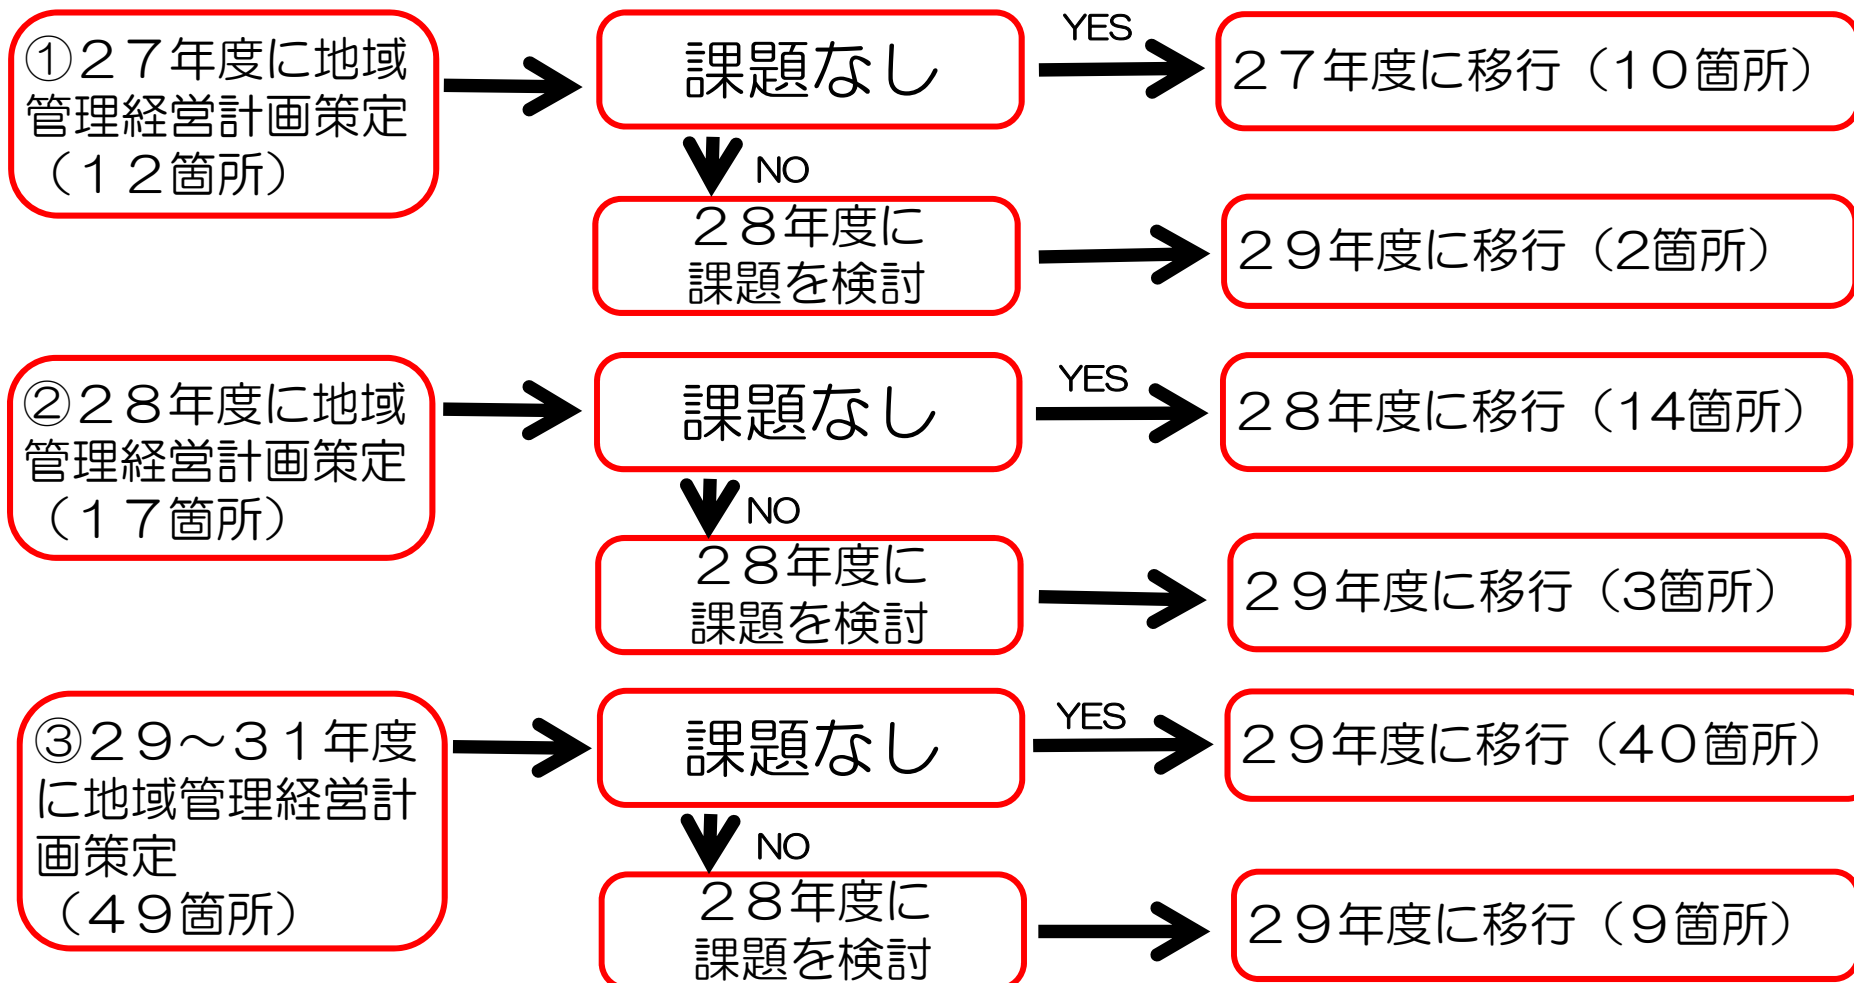 ①２７年度に地域
管理経営計画策定
（１２箇所）
課題なし
YES
２７年度に移行（１０箇所）
NO
２８年度に
課題を検討
２９年度に移行（2箇所）
②２８年度に地域
管理経営計画策定
（１７箇所）
課題なし
YES
２８年度に移行（14箇所）
NO
２８年度に
課題を検討
２９年度に移行（3箇所）
③２９～３１年度
に地域管理経営計
画策定
（４９箇所）
課題なし
YES
２９年度に移行（４０箇所）
NO
２８年度に
課題を検討
２９年度に移行（９箇所）